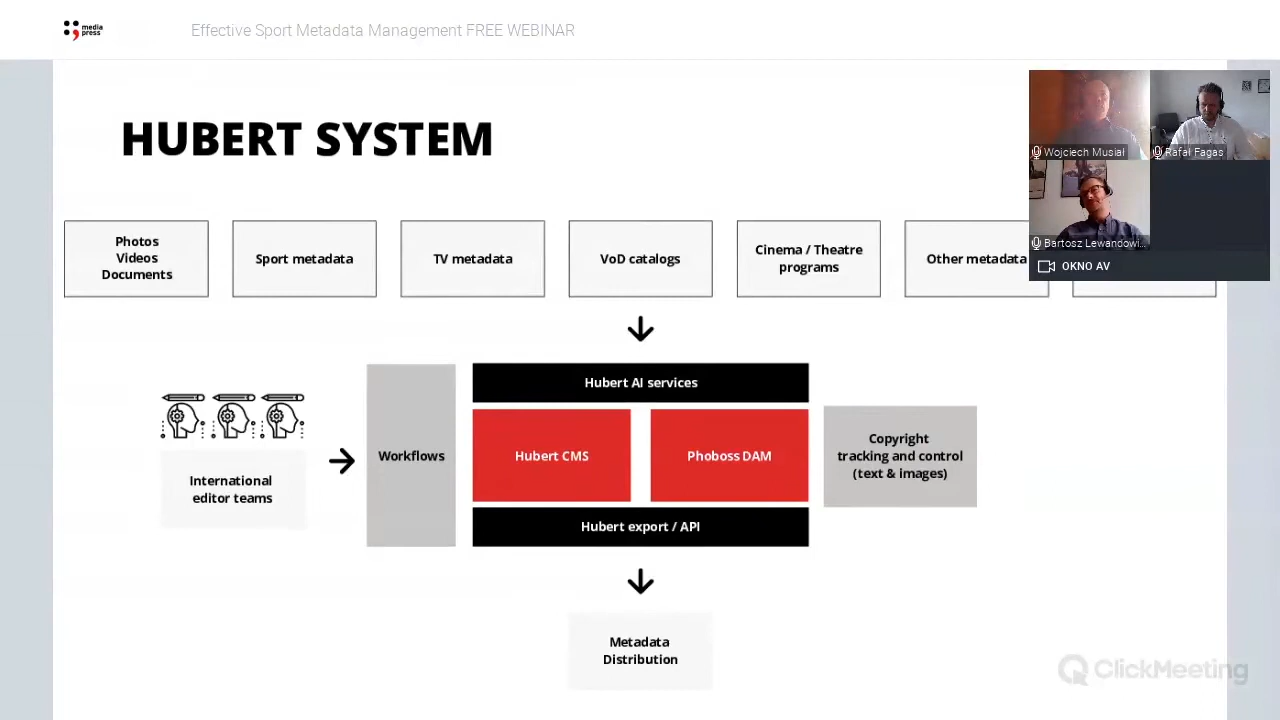 media
press
Effective Sport Metadata Management FREE WEBINAR
HUBERT SYSTEM
Wojciech Musiał
Rafał Fagas
Bartosz Lewandowi...
OKNO AV
Photos
Videos
Documents
Sport metadata
TV metadata
VoD catalogs
Cinema / Theatre
programs
Other metadata
Hubert AI services
Workflows
Hubert CMS
Phoboss DAM
Copyright
tracking and control
(text & images)
International
editor teams
Hubert export / API
Metadata
Distribution
ClickMeeting